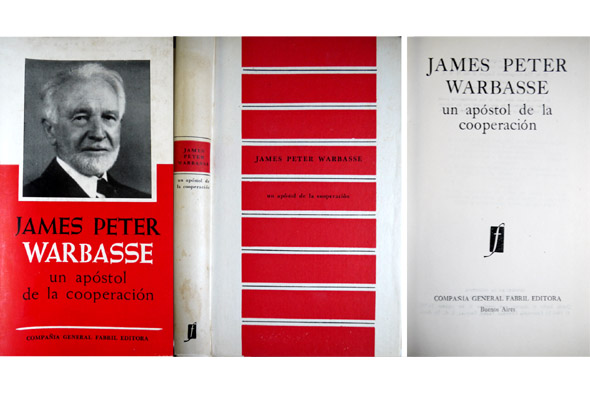 JAMES PETER
WARBASSE
un apóstol
de la cooperación
COMPAÑIA GENERAL FABRIL EDITORA
JAMES
PETER
WARBASSE
un apóstol de
la cooperación
f
JAMES PETER WARBASSE
un apóstol de la cooperación
JAMES PETER
WARBASSE
un apóstol de la
cooperación
f
COMPAÑIA GENERAL FABRIL EDITORA
Buenos Aires